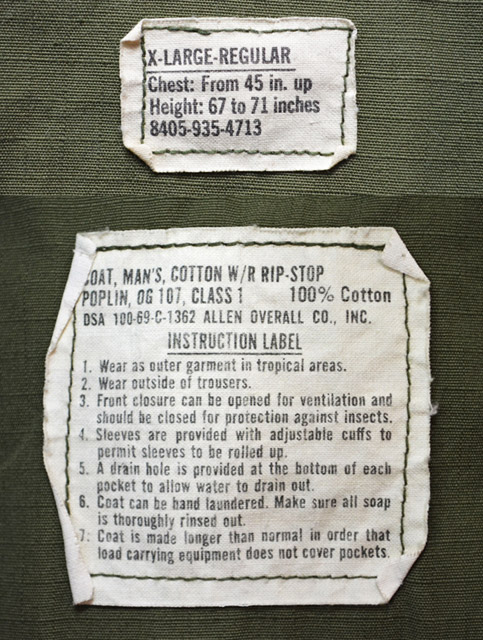 X-LARGE-REGULAR
Chest: From 45 in. up
Height: 67 to 71 inches
8405-935-4713
COAT, MAN'S, COTTON W/R RIP-STOP
POPLIN, OG 107, CLASS 1 100% Cotton
DSA 100-69-C-1362 ALLEN OVERALL CO., INC.
INSTRUCTION LABEL
1. Wear as outer garment in tropical areas.
2. Wear outside of trousers.
3. Front closure can be opened for ventilation and
should be closed for protection against insects.
4. Sleeves are provided with adjustable cuffs to
permit sleeves to be rolled up.
5. A drain hole is provided at the bottom of each
pocket to allow water to drain out.
6. Coat can be hand laundered. Make sure all soap
is thoroughly rinsed out.
7. Coat is made longer than normal in order that
load carrying equipment does not cover pockets.